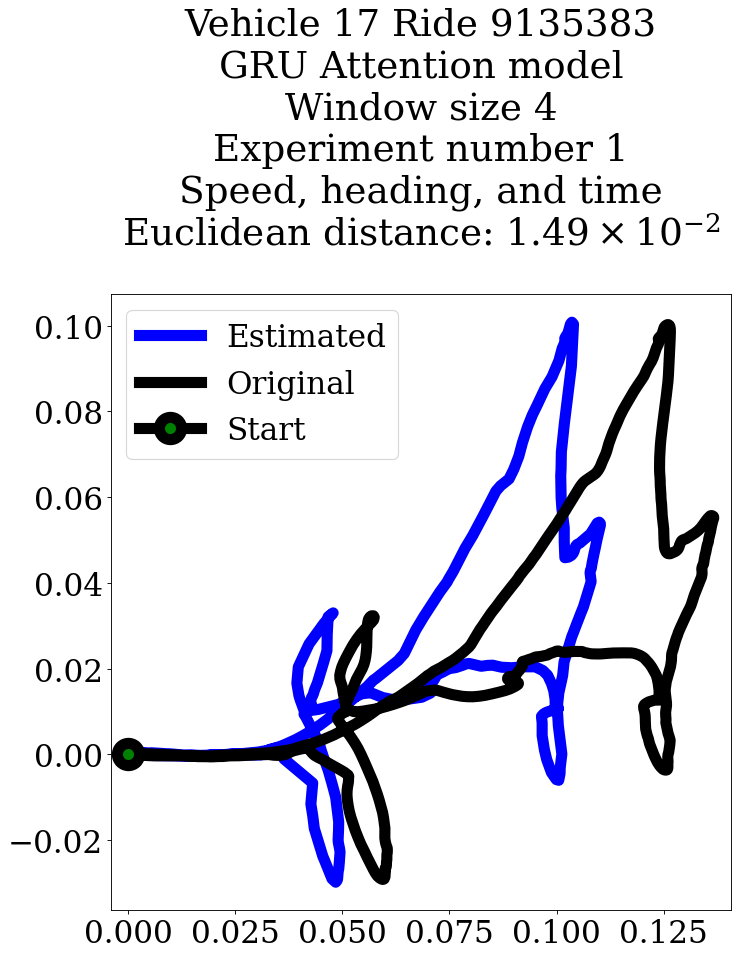 Vehicle 17 Ride 9135383
GRU Attention model
Window size 4
Experiment number 1
Speed, heading, and time
Euclidean distance: 1.49 × 10⁻²
Estimated
Original
Start
0.10
0.08
0.06
0.04
0.02
0.00
−0.02
0.000 0.025 0.050 0.075 0.100 0.125